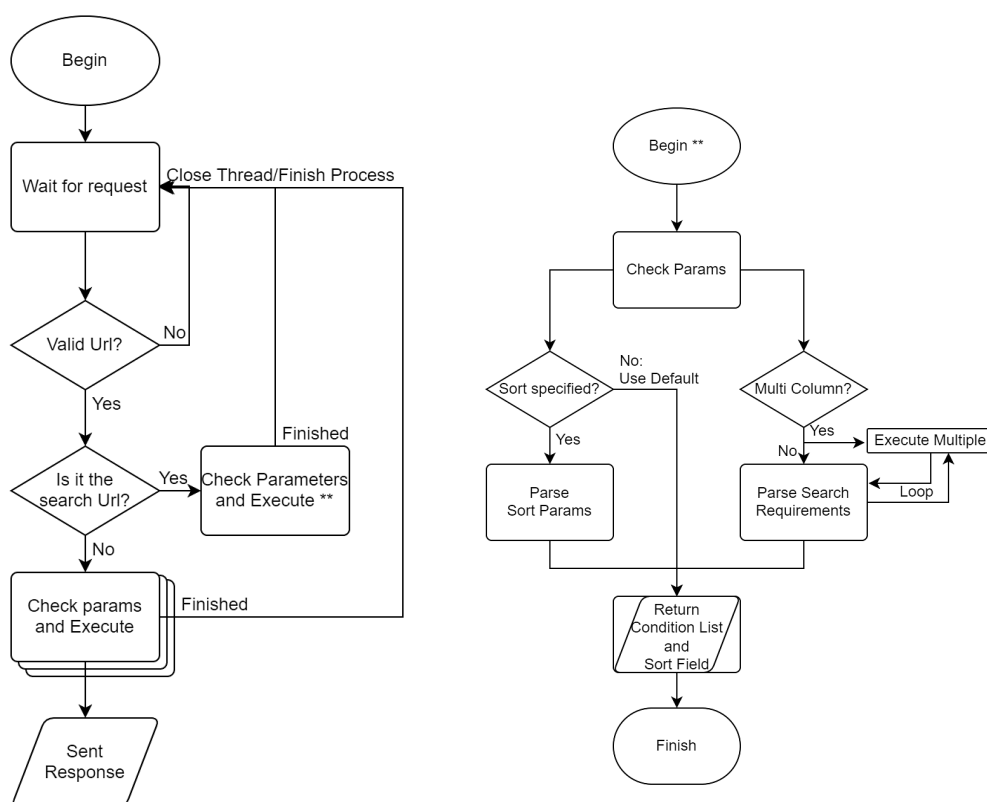 Begin
Wait for request
Close Thread/Finish Process
Valid Url?
No
Yes
Is it the
search Url?
Yes
Finished
Check Parameters
and Execute **
No
Check params
and Execute
Finished
Sent
Response
Begin **
Check Params
Sort specified?
No:
Use Default
Yes
Parse
Sort Params
Multi Column?
Yes
Execute Multiple
No
Parse Search
Requirements
Loop
Return
Condition List
and
Sort Field
Finish